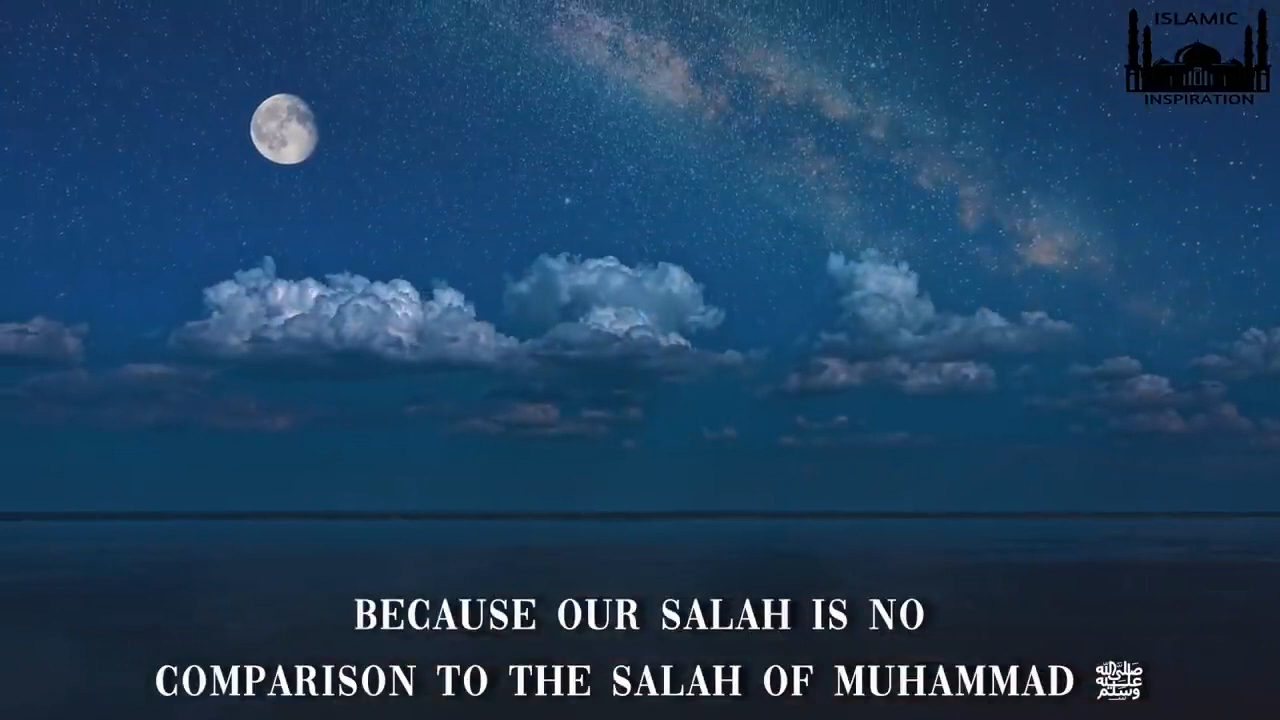 ISLAMIC
INSPIRATION
BECAUSE OUR SALAH IS NO
COMPARISON TO THE SALAH OF MUHAMMAD ﷺ